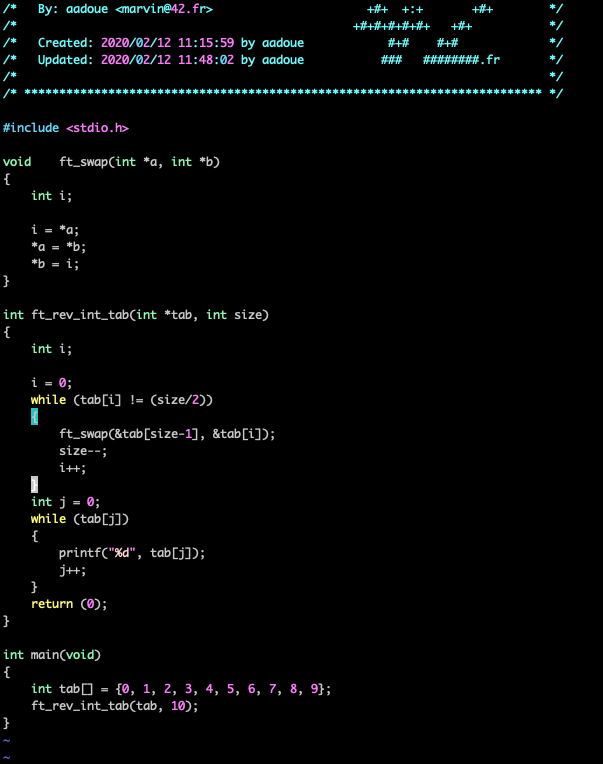 /*   By: aadoue <marvin@42.fr>                      +#+  +:+       +#+        */
/*                                                +#+#+#+#+#+   +#+           */
/*   Created: 2020/02/12 11:15:59 by aadoue            #+#    #+#             */
/*   Updated: 2020/02/12 11:48:02 by aadoue           ###   ########.fr       */
/*                                                                            */
/* ************************************************************************** */

#include <stdio.h>

void    ft_swap(int *a, int *b)
{
    int i;

    i = *a;
    *a = *b;
    *b = i;
}

int ft_rev_int_tab(int *tab, int size)
{
    int i;

    i = 0;
    while (tab[i] != (size/2))
    {
        ft_swap(&tab[size-1], &tab[i]);
        size--;
        i++;
    }
    int j = 0;
    while (tab[j])
    {
        printf("%d", tab[j]);
        j++;
    }
    return (0);
}

int main(void)
{
    int tab[] = {0, 1, 2, 3, 4, 5, 6, 7, 8, 9};
    ft_rev_int_tab(tab, 10);
}
~
~